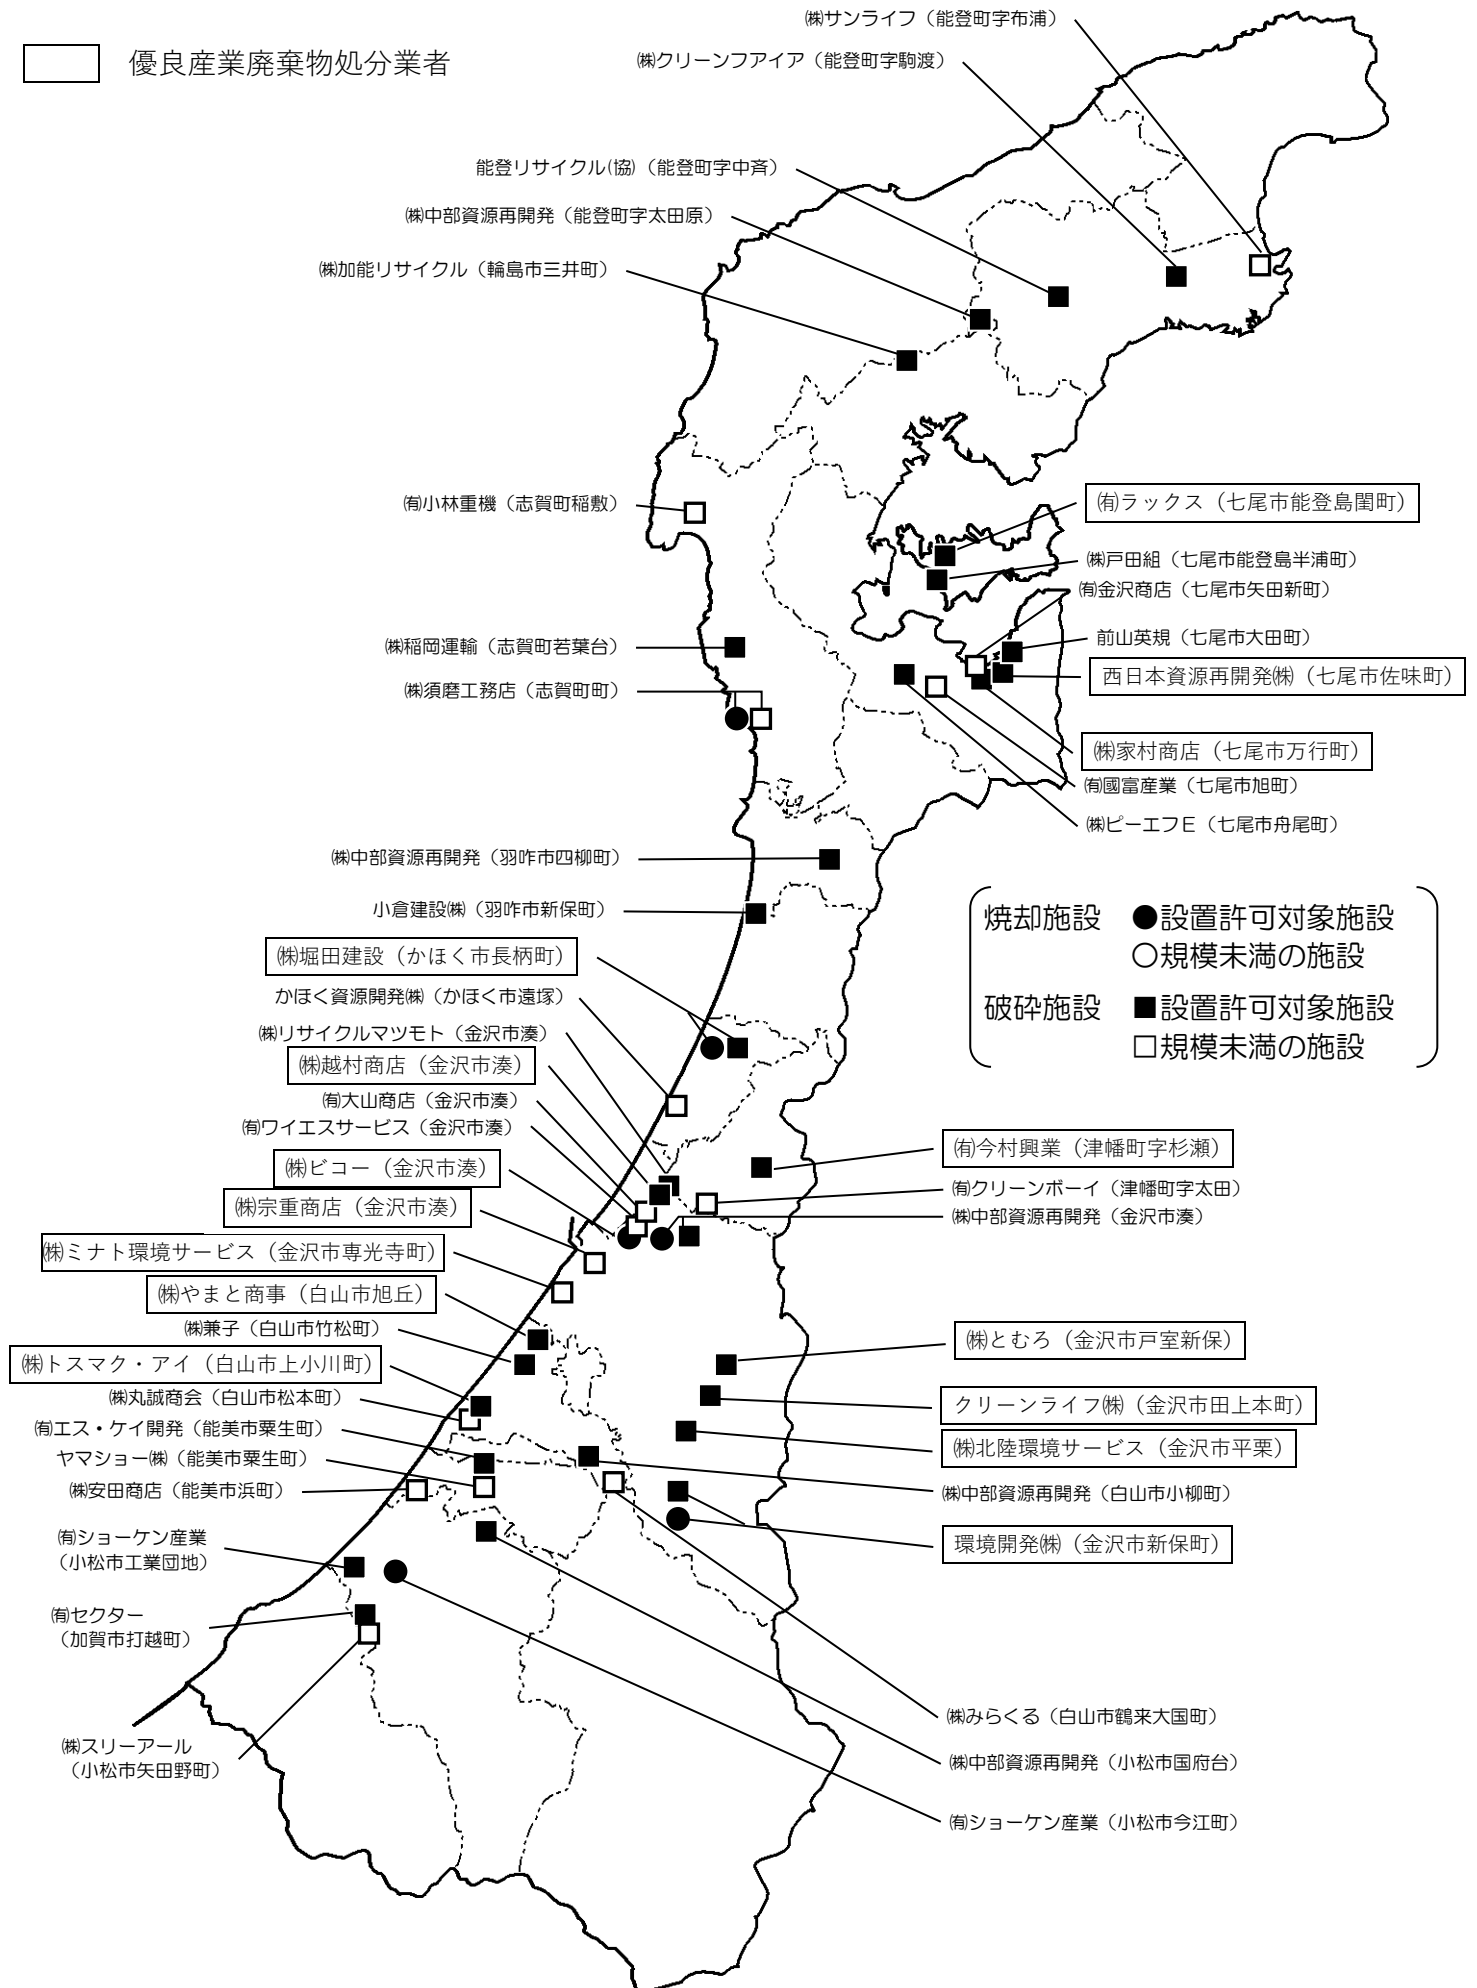 優良産業廃棄物処分業者
㈱サンライフ（能登町字布浦）
㈱クリーンフアイア（能登町字駒渡）
能登リサイクル(協)（能登町字中斉）
㈱中部資源再開発（能登町字太田原）
㈱加能リサイクル（輪島市三井町）
㈲小林重機（志賀町稲敷）
㈱稲岡運輸（志賀町若葉台）
㈱須磨工務店（志賀町町）
㈱中部資源再開発（羽咋市四柳町）
小倉建設㈱（羽咋市新保町）
㈱堀田建設（かほく市長柄町）
かほく資源開発㈱（かほく市遠塚）
㈱リサイクルマツモト（金沢市湊）
㈱越村商店（金沢市湊）
㈲大山商店（金沢市湊）
㈲ワイエスサービス（金沢市湊）
㈱ビコー（金沢市湊）
㈱宗重商店（金沢市湊）
㈱ミナト環境サービス（金沢市専光寺町）
㈱やまと商事（白山市旭丘）
㈱兼子（白山市竹松町）
㈱トスマク・アイ（白山市上小川町）
㈱丸誠商会（白山市松本町）
㈲エス・ケイ開発（能美市粟生町）
ヤマショー㈱（能美市粟生町）
㈱安田商店（能美市浜町）
㈲ショーケン産業
（小松市工業団地）
㈲セクター
（加賀市打越町）
㈱スリーアール
（小松市矢田野町）
㈲ラックス（七尾市能登島閨町）
㈱戸田組（七尾市能登島半浦町）
㈲金沢商店（七尾市矢田新町）
前山英規（七尾市大田町）
西日本資源再開発㈱（七尾市佐味町）
㈱家村商店（七尾市万行町）
㈲國富産業（七尾市旭町）
㈱ピーエフＥ（七尾市舟尾町）
焼却施設 ●設置許可対象施設
○規模未満の施設
破砕施設 ■設置許可対象施設
□規模未満の施設
㈲今村興業（津幡町字杉瀬）
㈲クリーンボーイ（津幡町字太田）
㈱中部資源再開発（金沢市湊）
㈱とむろ（金沢市戸室新保）
クリーンライフ㈱（金沢市田上本町）
㈱北陸環境サービス（金沢市平栗）
㈱中部資源再開発（白山市小柳町）
環境開発㈱（金沢市新保町）
㈱みらくる（白山市鶴来大国町）
㈱中部資源再開発（小松市国府台）
㈲ショーケン産業（小松市今江町）